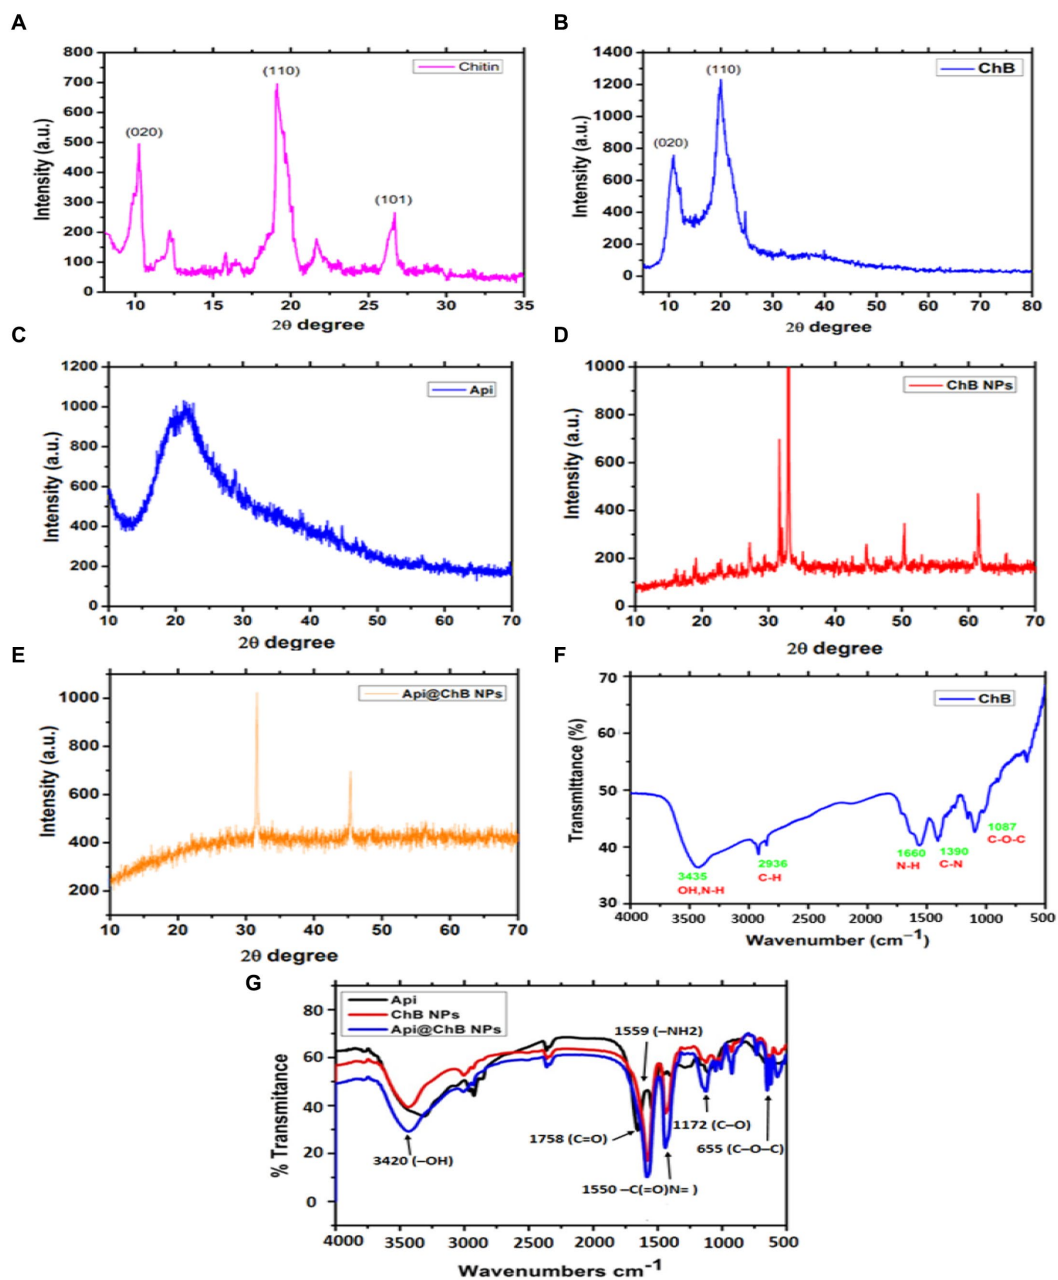 A
Chitin
(020)
(110)
(101)
800
700
600
500
400
300
200
100
0
Intensity (a.u.)
10
15
20
25
30
35
2θ degree
B
ChB
(020)
(110)
1400
1200
1000
800
600
400
200
0
Intensity (a.u.)
10
20
30
40
50
60
70
80
2θ degree
C
Api
1200
1000
800
600
400
200
0
Intensity (a.u.)
10
20
30
40
50
60
70
2θ degree
D
ChB NPs
1000
800
600
400
200
0
Intensity (a.u.)
10
20
30
40
50
60
70
2θ degree
E
Api@ChB NPs
1000
800
600
400
200
Intensity (a.u.)
10
20
30
40
50
60
70
2θ degree
F
ChB
70
60
50
40
30
Transmittance (%)
3435
OH,N-H
2936
C-H
1660
N-H
1390
C-N
1087
C-O-C
4000
3500
3000
2500
2000
1500
1000
500
Wavenumber (cm−1)
G
Api
ChB NPs
Api@ChB NPs
80
60
40
20
0
% Transmitance
1559 (–NH2)
1758 (C=O)
3420 (–OH)
1550 –C(=O)N= )
1172 (C–O)
655 (C–O–C)
4000
3500
3000
2500
2000
1500
1000
500
Wavenumbers cm-1